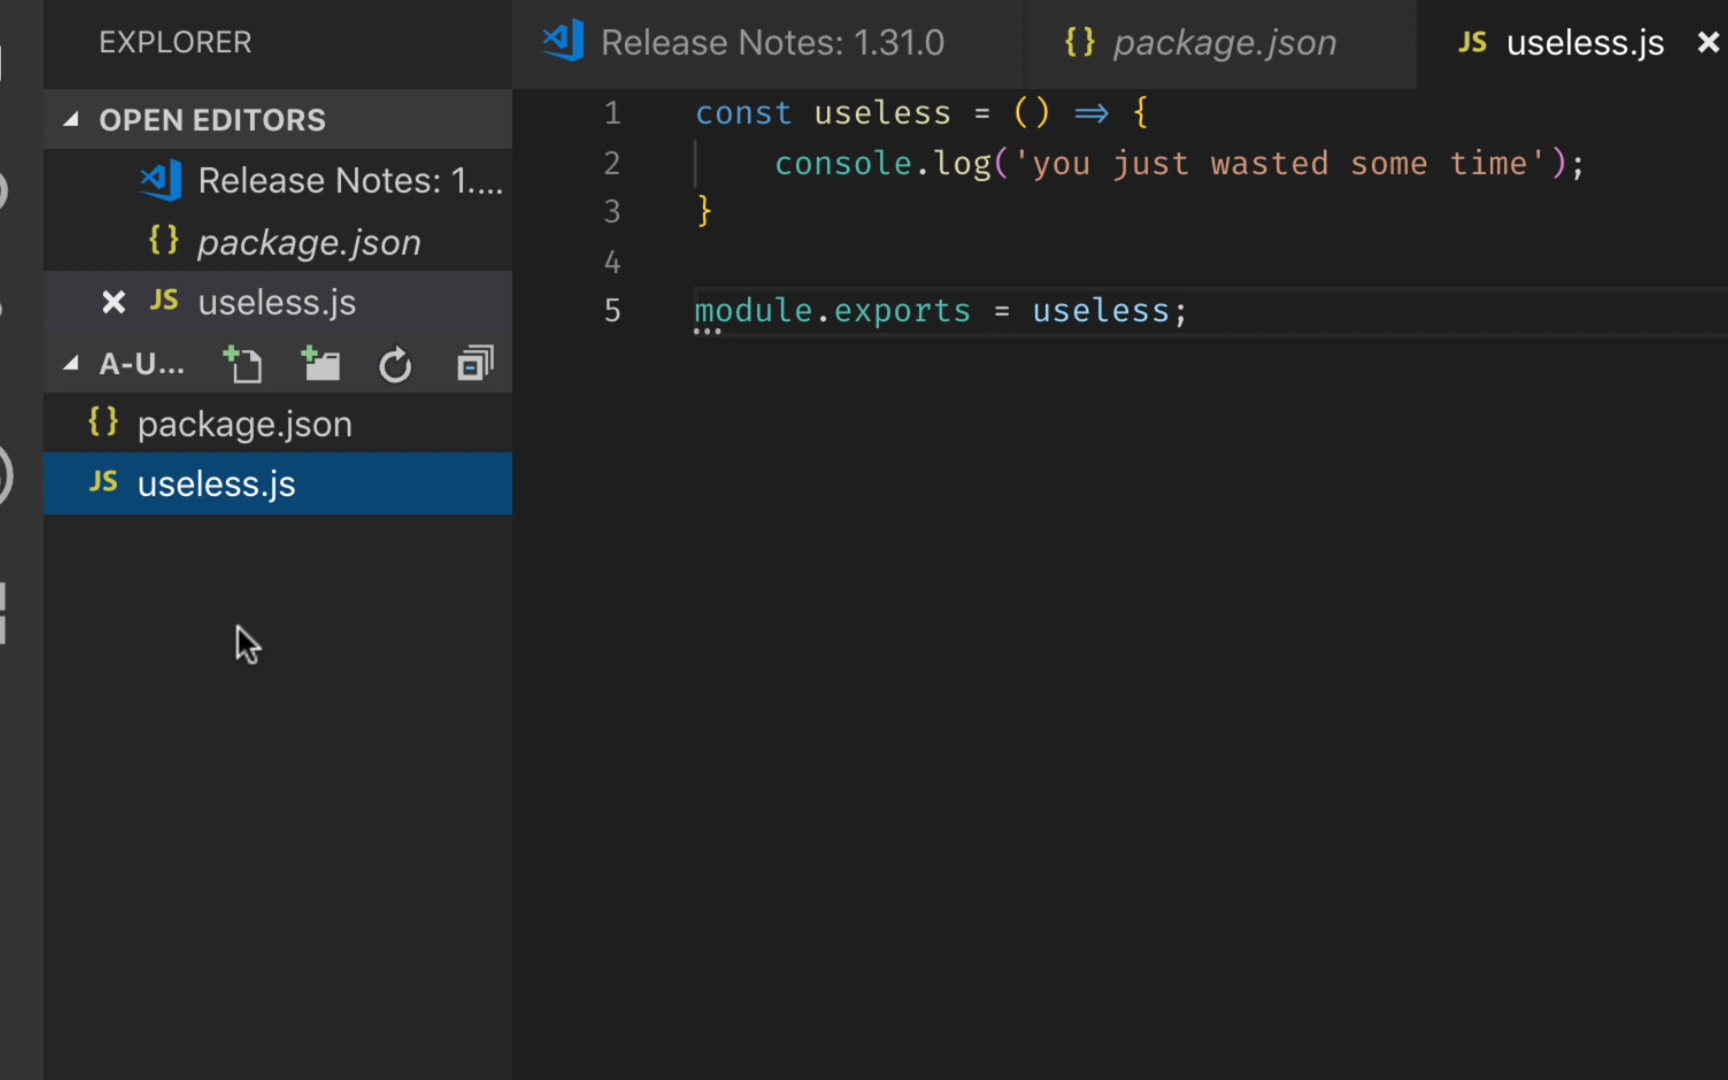 EXPLORER
OPEN EDITORS
Release Notes: 1....
{} package.json
JS useless.js
A-U...
{} package.json
JS useless.js
Release Notes: 1.31.0
{} package.json
JS useless.js
1 const useless = () => {
2 console.log('you just wasted some time');
3 }
4
5 module.exports = useless;